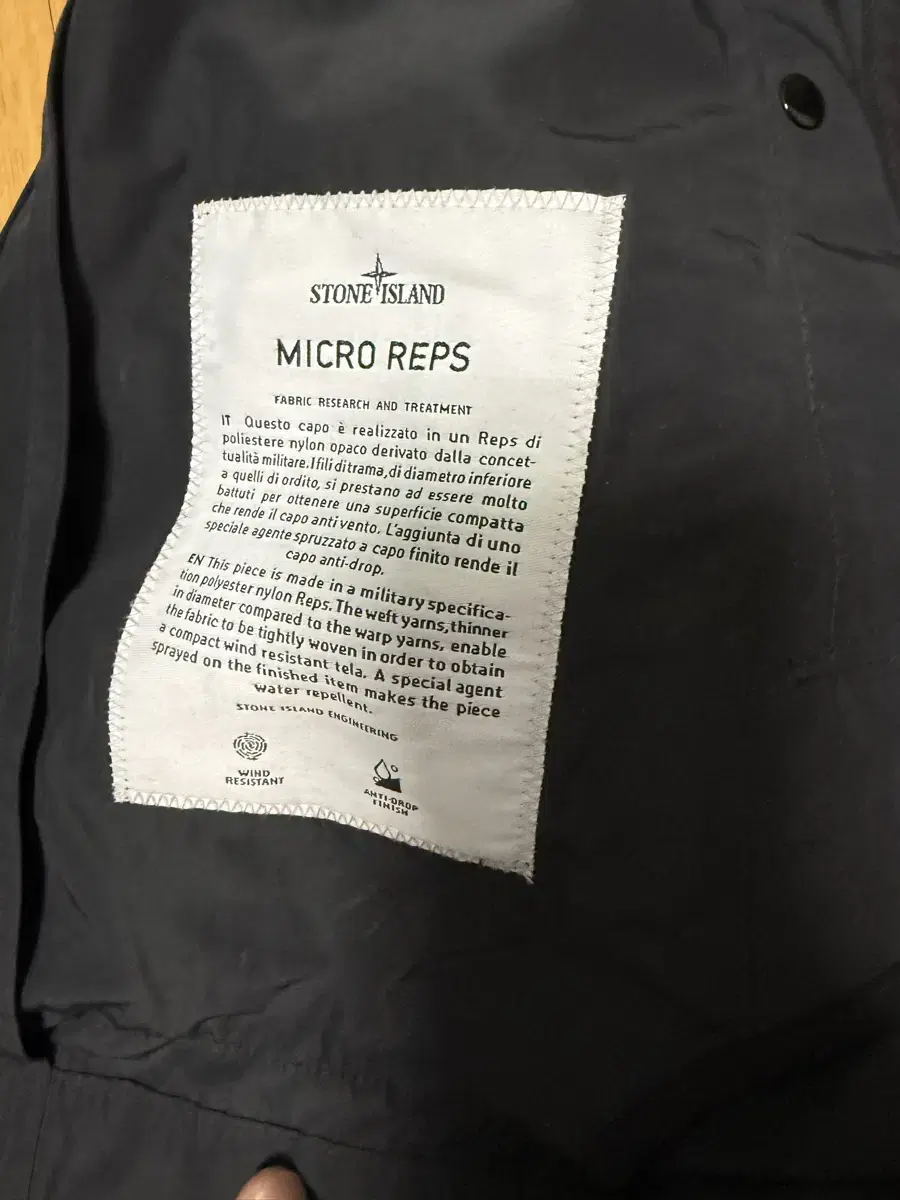 STONE ISLAND
MICRO REPS
FABRIC RESEARCH AND TREATMENT
IT Questo capo è realizzato in un Reps di
poliestere nylon opaco derivato dalla concet-
tualità militare. I fili di trama, di diametro inferiore
a quelli di ordito, si prestano ad essere molto
battuti per ottenere una superficie compatta
che rende il capo anti vento. L'aggiunta di uno
speciale agente spruzzato a capo finito rende il
capo anti-drop.
EN This piece is made in a military specifica-
tion polyester nylon Reps. The weft yarns, thinner
in diameter compared to the warp yarns, enable
the fabric to be tightly woven in order to obtain
a compact wind resistant tela. A special agent
sprayed on the finished item makes the piece
water repellent.
STONE ISLAND ENGINEERING
WIND
RESISTANT
ANTI-DROP
FINISH